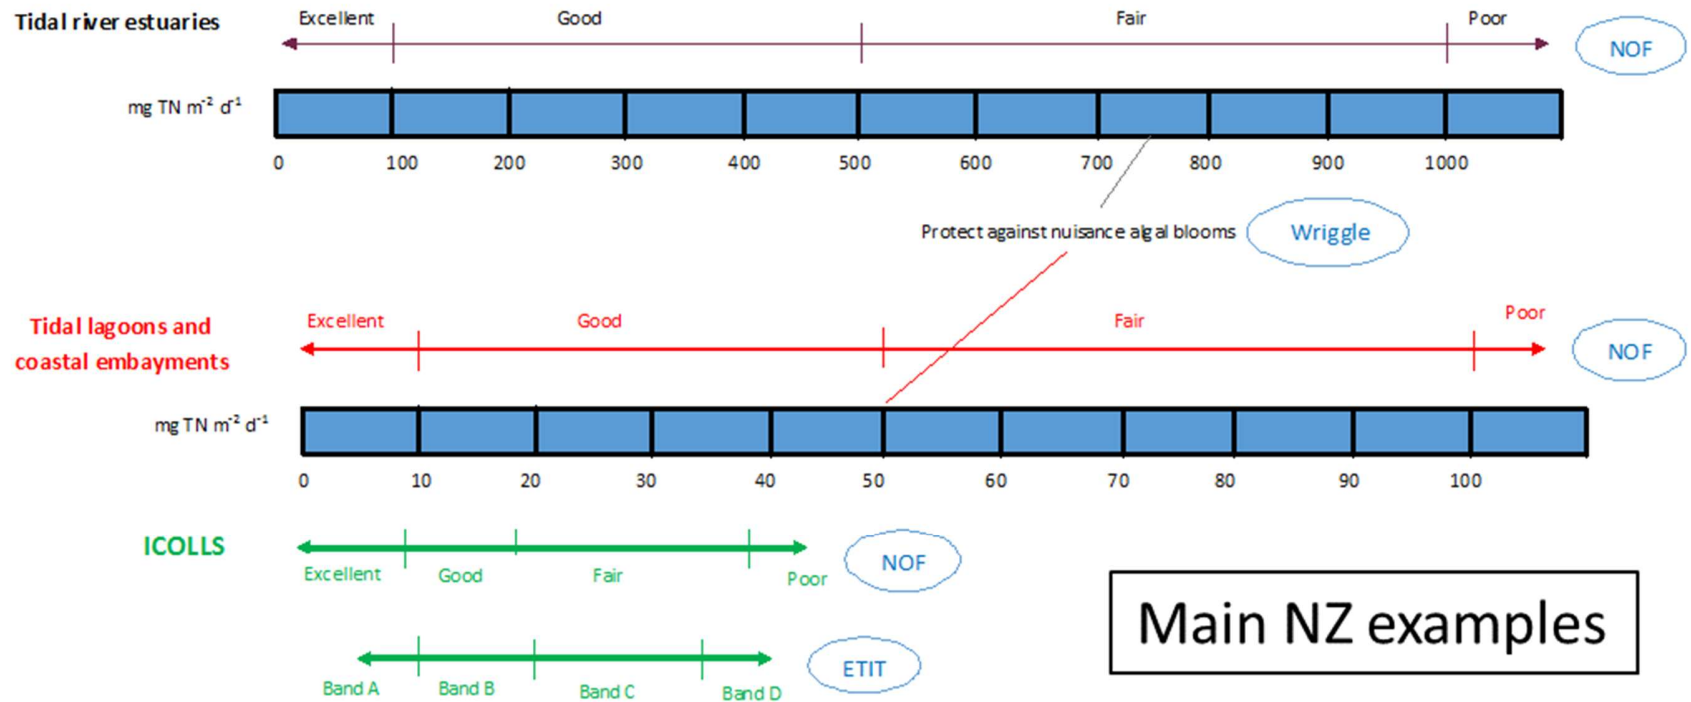 Tidal river estuaries Excellent Good Fair Poor NOF
mg TN m⁻² d⁻¹
0 100 200 300 400 500 600 700 800 900 1000
Protect against nuisance algal blooms Wriggle
Tidal lagoons and coastal embayments Excellent Good Fair Poor NOF
mg TN m⁻² d⁻¹
0 10 20 30 40 50 60 70 80 90 100
ICOLLS Excellent Good Fair Poor NOF
Band A Band B Band C Band D ETIT
Main NZ examples